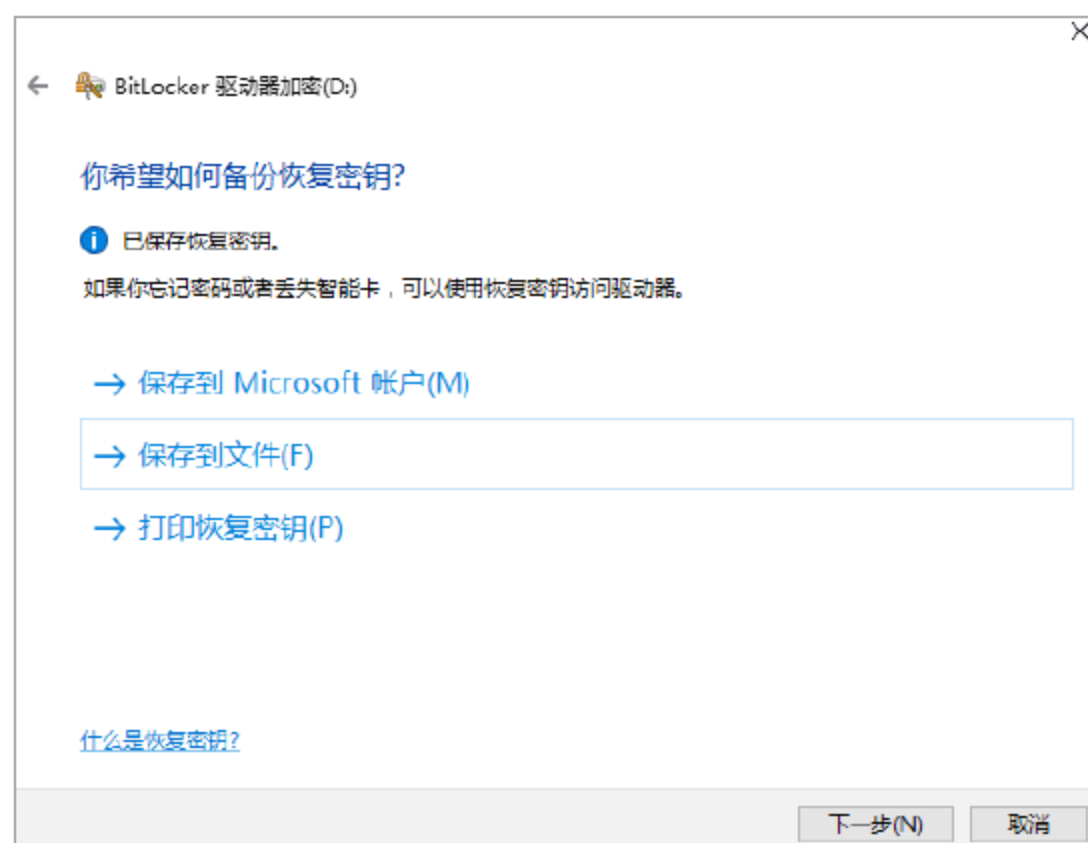 BitLocker 驱动器加密(D:)
你希望如何备份恢复密钥?
已保存恢复密钥。
如果你忘记密码或者丢失智能卡，可以使用恢复密钥访问驱动器。
保存到 Microsoft 帐户(M)
保存到文件(F)
打印恢复密钥(P)
什么是恢复密钥?
下一步(N)
取消